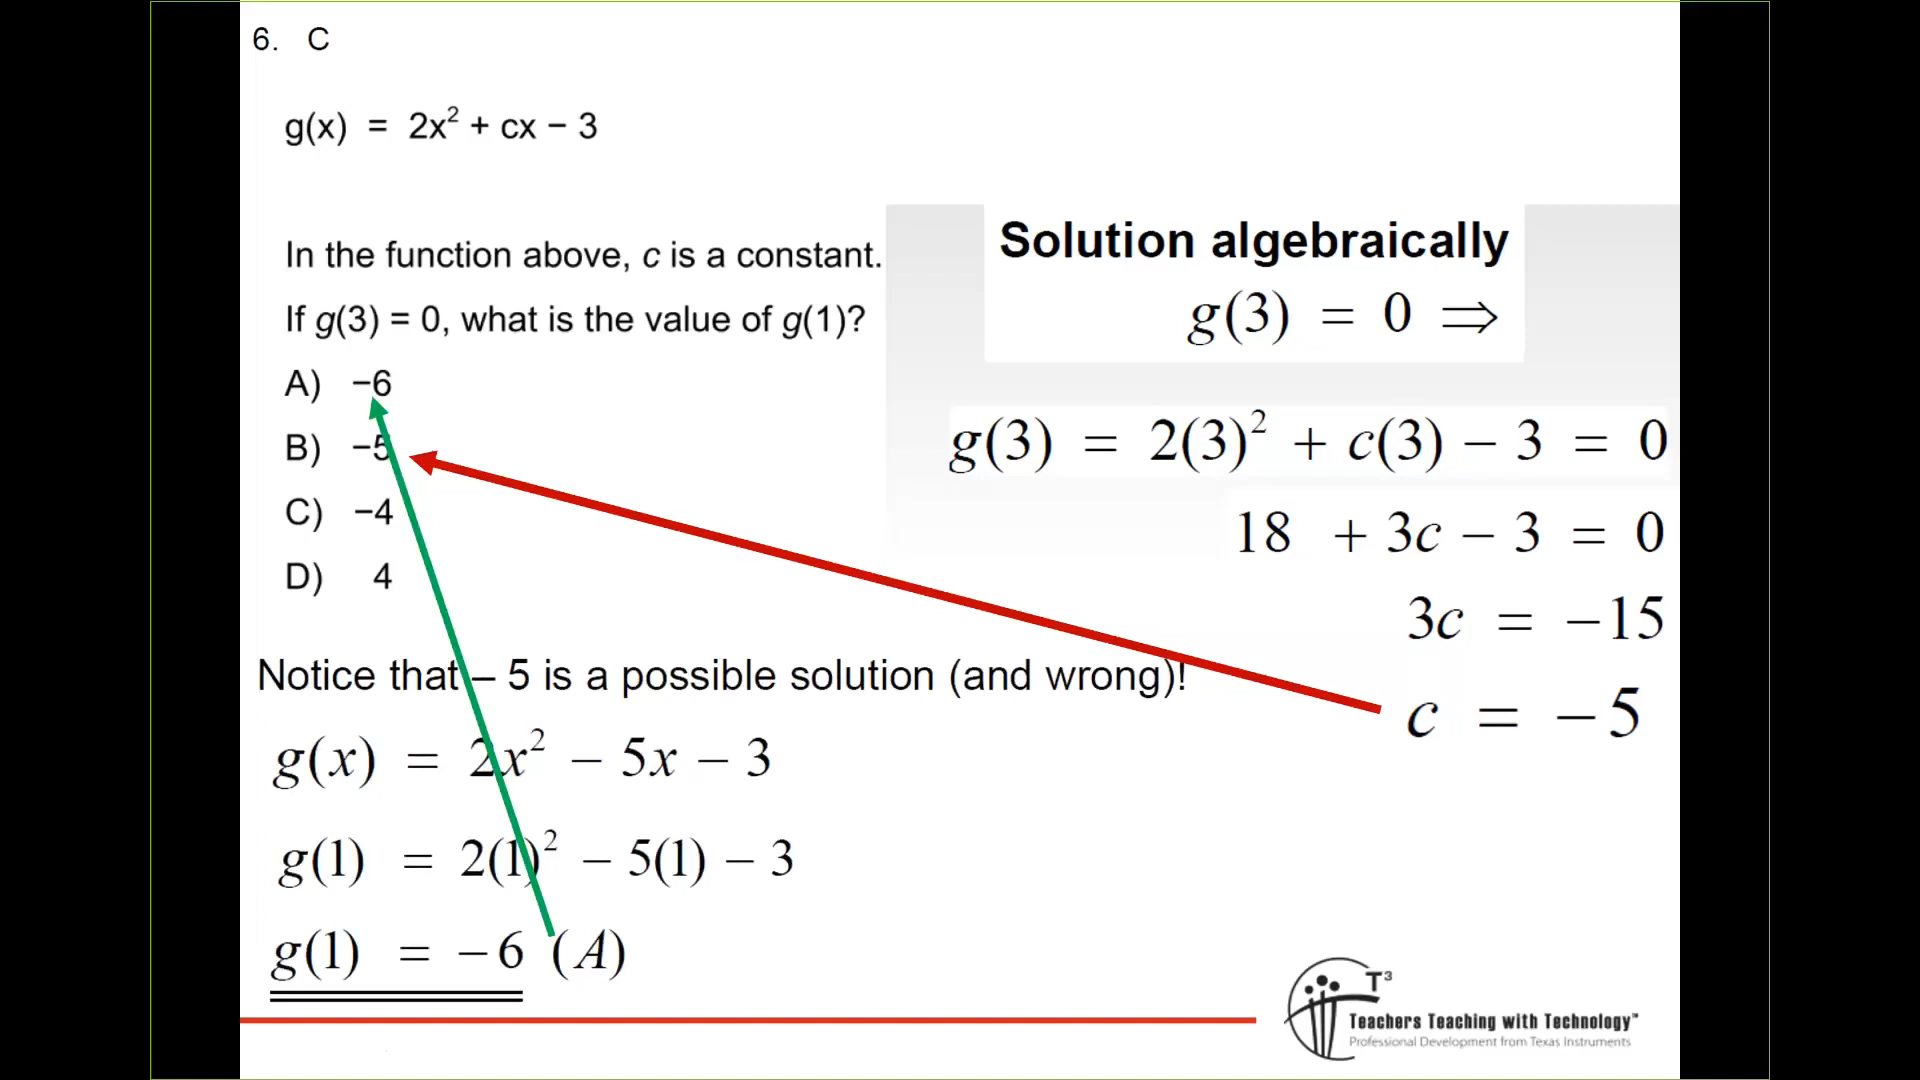 6. C
g(x) = 2x² + cx − 3
In the function above, c is a constant.
If g(3) = 0, what is the value of g(1)?
A) −6
B) −5
C) −4
D) 4
Solution algebraically
g(3) = 0 ⇒
g(3) = 2(3)² + c(3) − 3 = 0
18 + 3c − 3 = 0
3c = −15
c = −5
Notice that – 5 is a possible solution (and wrong)!
g(x) = 2x² − 5x − 3
g(1) = 2(1)² − 5(1) − 3
g(1) = −6 (A)
T³
Teachers Teaching with Technology™
Professional Development from Texas Instruments